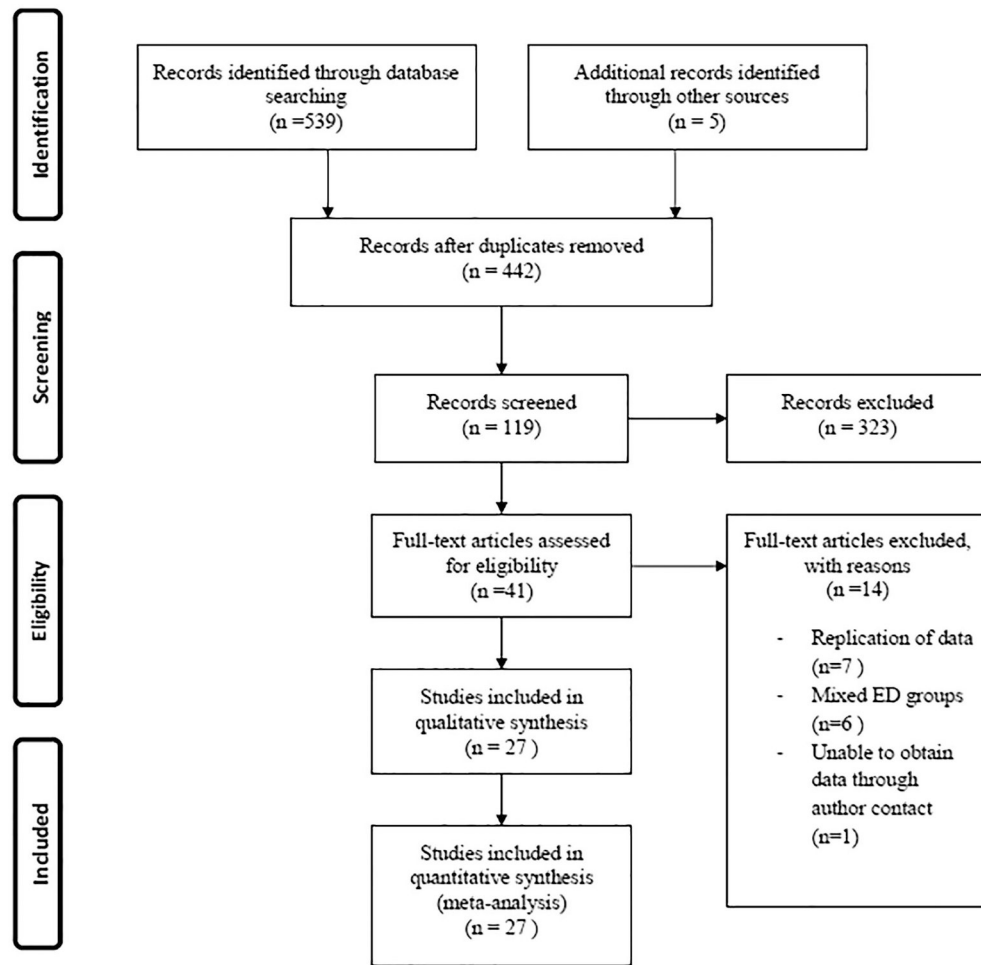 Identification
Records identified through database
searching
(n =539)
Additional records identified
through other sources
(n = 5)
Records after duplicates removed
(n = 442)
Screening
Records screened
(n = 119)
Records excluded
(n = 323)
Eligibility
Full-text articles assessed
for eligibility
(n =41)
Full-text articles excluded,
with reasons
(n =14)
- Replication of data
(n=7 )
- Mixed ED groups
(n=6 )
- Unable to obtain
data through
author contact
(n=1)
Studies included in
qualitative synthesis
(n = 27 )
Included
Studies included in
quantitative synthesis
(meta-analysis)
(n = 27 )